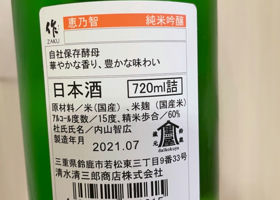 作 恵乃智 純米吟醸
ZAKU
自社保存酵母
華やかな香り、豊かな味わい
日本酒 720ml詰
原材料／米(国産)、米麹(国産米)
アルコール度数／15度、精米歩合／60%
杜氏氏名／内山智広
製造年月 2021.07
蔵元
daikokuya
三重県鈴鹿市若松東三丁目9番33号
清水清三郎商店株式会社